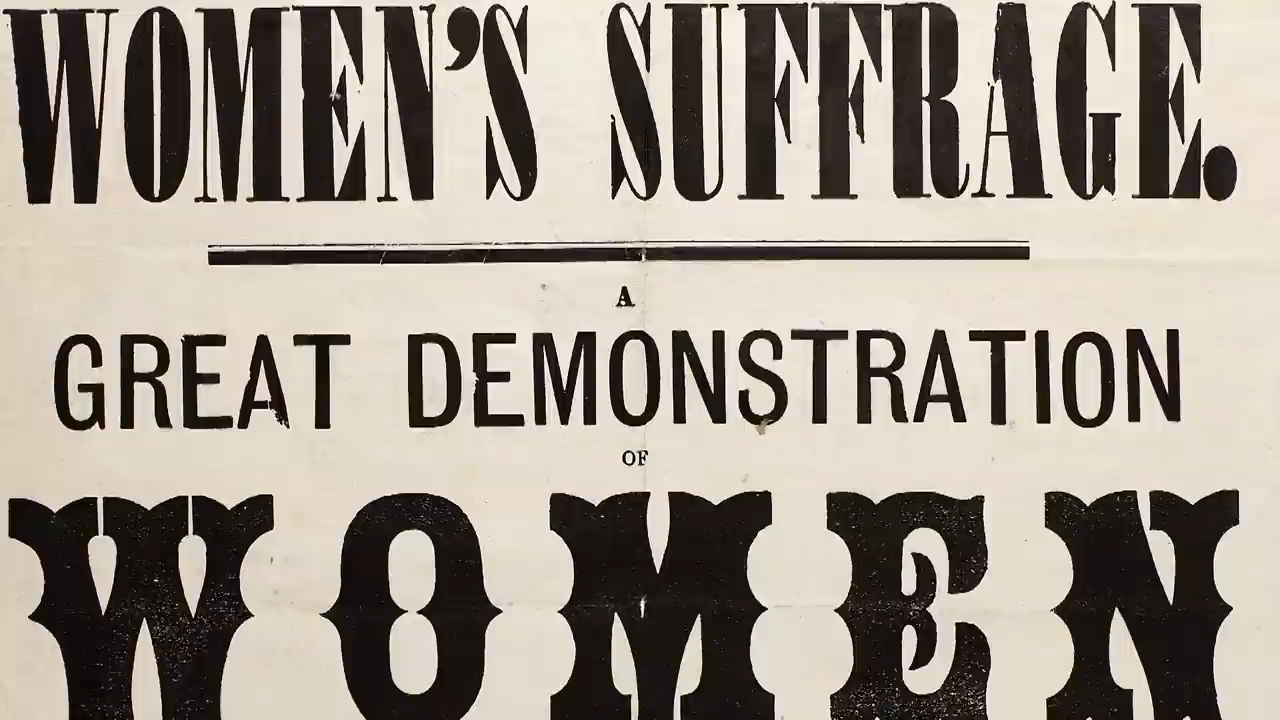 WOMEN'S SUFFRAGE.
A
GREAT DEMONSTRATION
OF
WOMEN